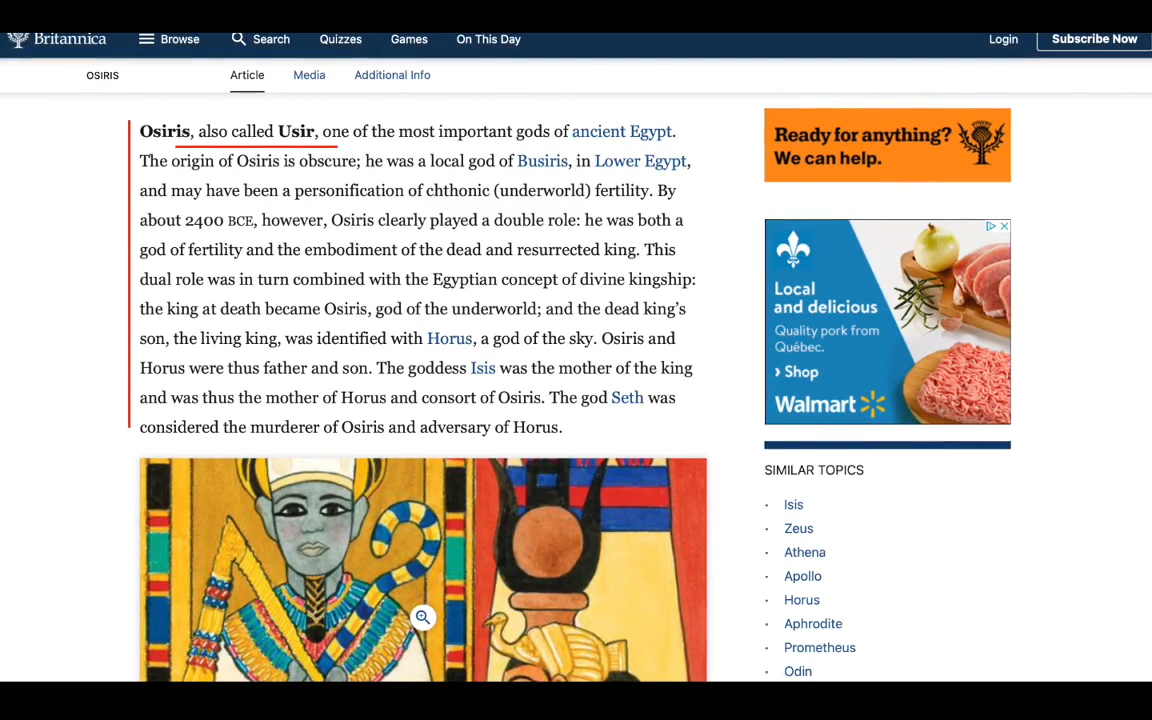 Britannica
Browse
Search
Quizzes
Games
On This Day
Login
Subscribe Now
OSIRIS
Article
Media
Additional Info
Osiris, also called Usir, one of the most important gods of ancient Egypt.
The origin of Osiris is obscure; he was a local god of Busiris, in Lower Egypt,
and may have been a personification of chthonic (underworld) fertility. By
about 2400 BCE, however, Osiris clearly played a double role: he was both a
god of fertility and the embodiment of the dead and resurrected king. This
dual role was in turn combined with the Egyptian concept of divine kingship:
the king at death became Osiris, god of the underworld; and the dead king’s
son, the living king, was identified with Horus, a god of the sky. Osiris and
Horus were thus father and son. The goddess Isis was the mother of the king
and was thus the mother of Horus and consort of Osiris. The god Seth was
considered the murderer of Osiris and adversary of Horus.
Ready for anything?
We can help.
Local
and delicious
Quality pork from
Québec.
› Shop
Walmart
SIMILAR TOPICS
· Isis
· Zeus
· Athena
· Apollo
· Horus
· Aphrodite
· Prometheus
· Odin